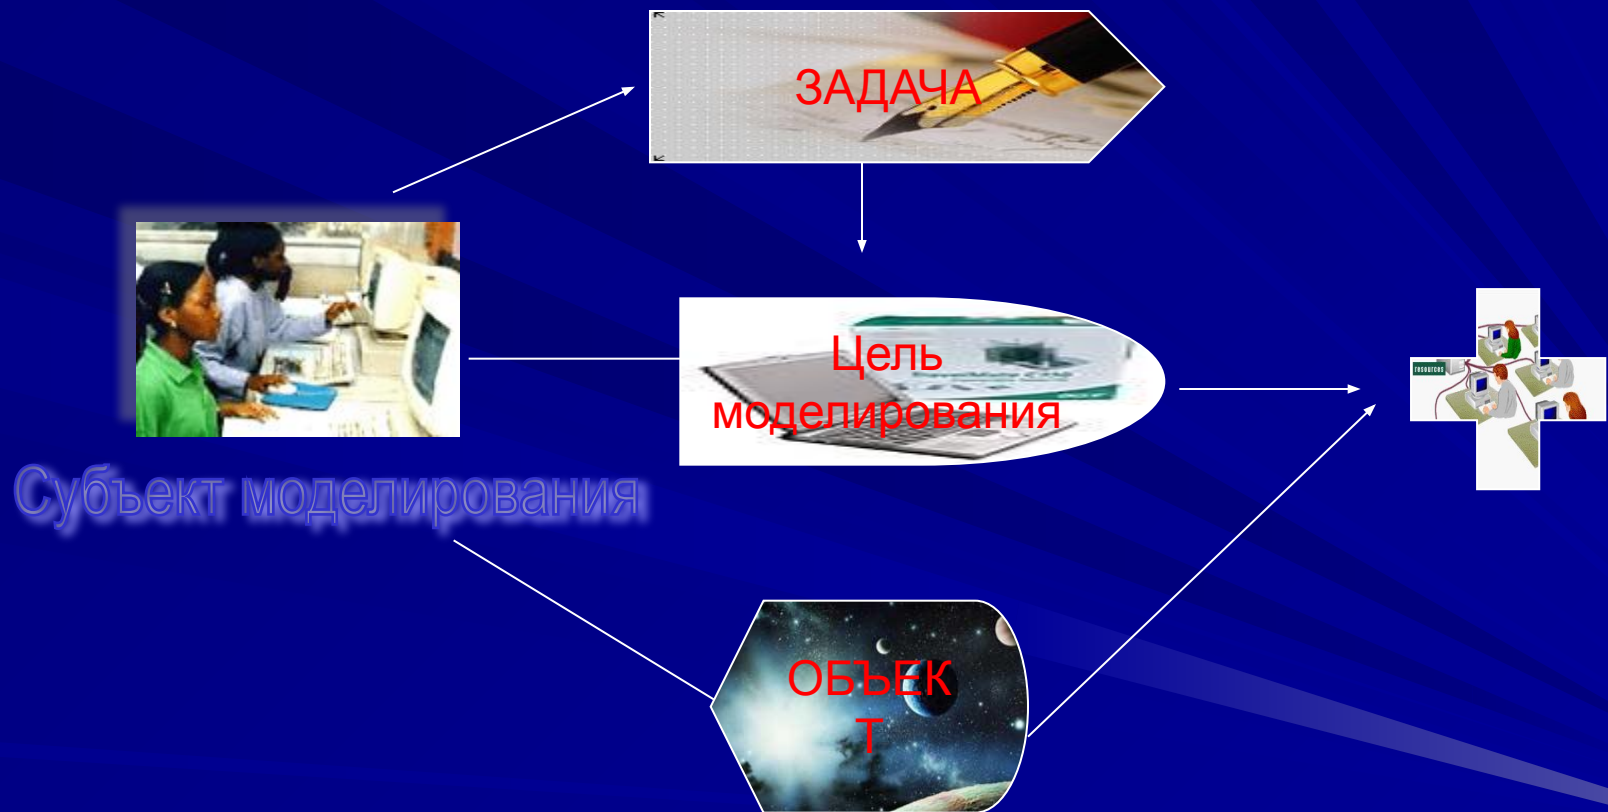 ЗАДАЧА
Цель
моделирования
Субъект моделирования
ОБЪЕК
Т